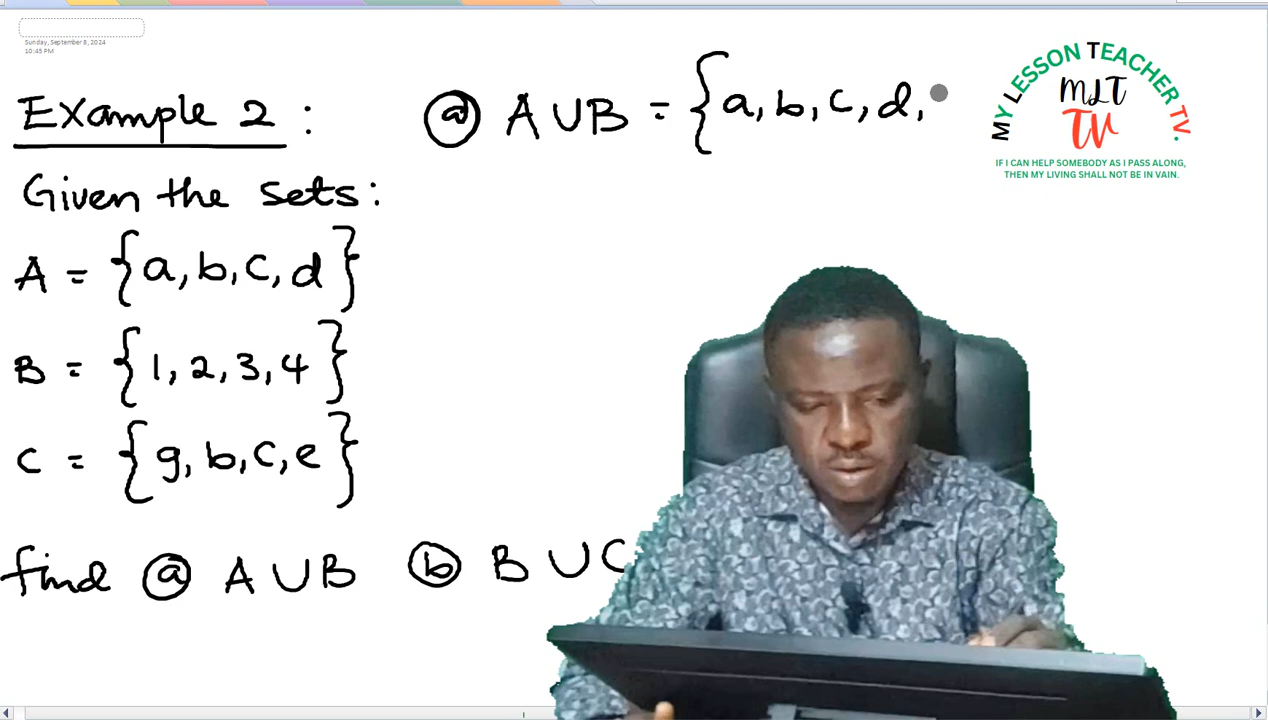 Sunday, September 8, 2024
10:45 PM
Example 2 :
Given the sets:
A = {a, b, c, d}
B = {1, 2, 3, 4}
C = {g, b, c, e}
find ⓐ A ∪ B ⓑ B ∪ C
ⓐ A ∪ B = {a, b, c, d,
MY LESSON TEACHER TV.
MLT
TV
IF I CAN HELP SOMEBODY AS I PASS ALONG,
THEN MY LIVING SHALL NOT BE IN VAIN.